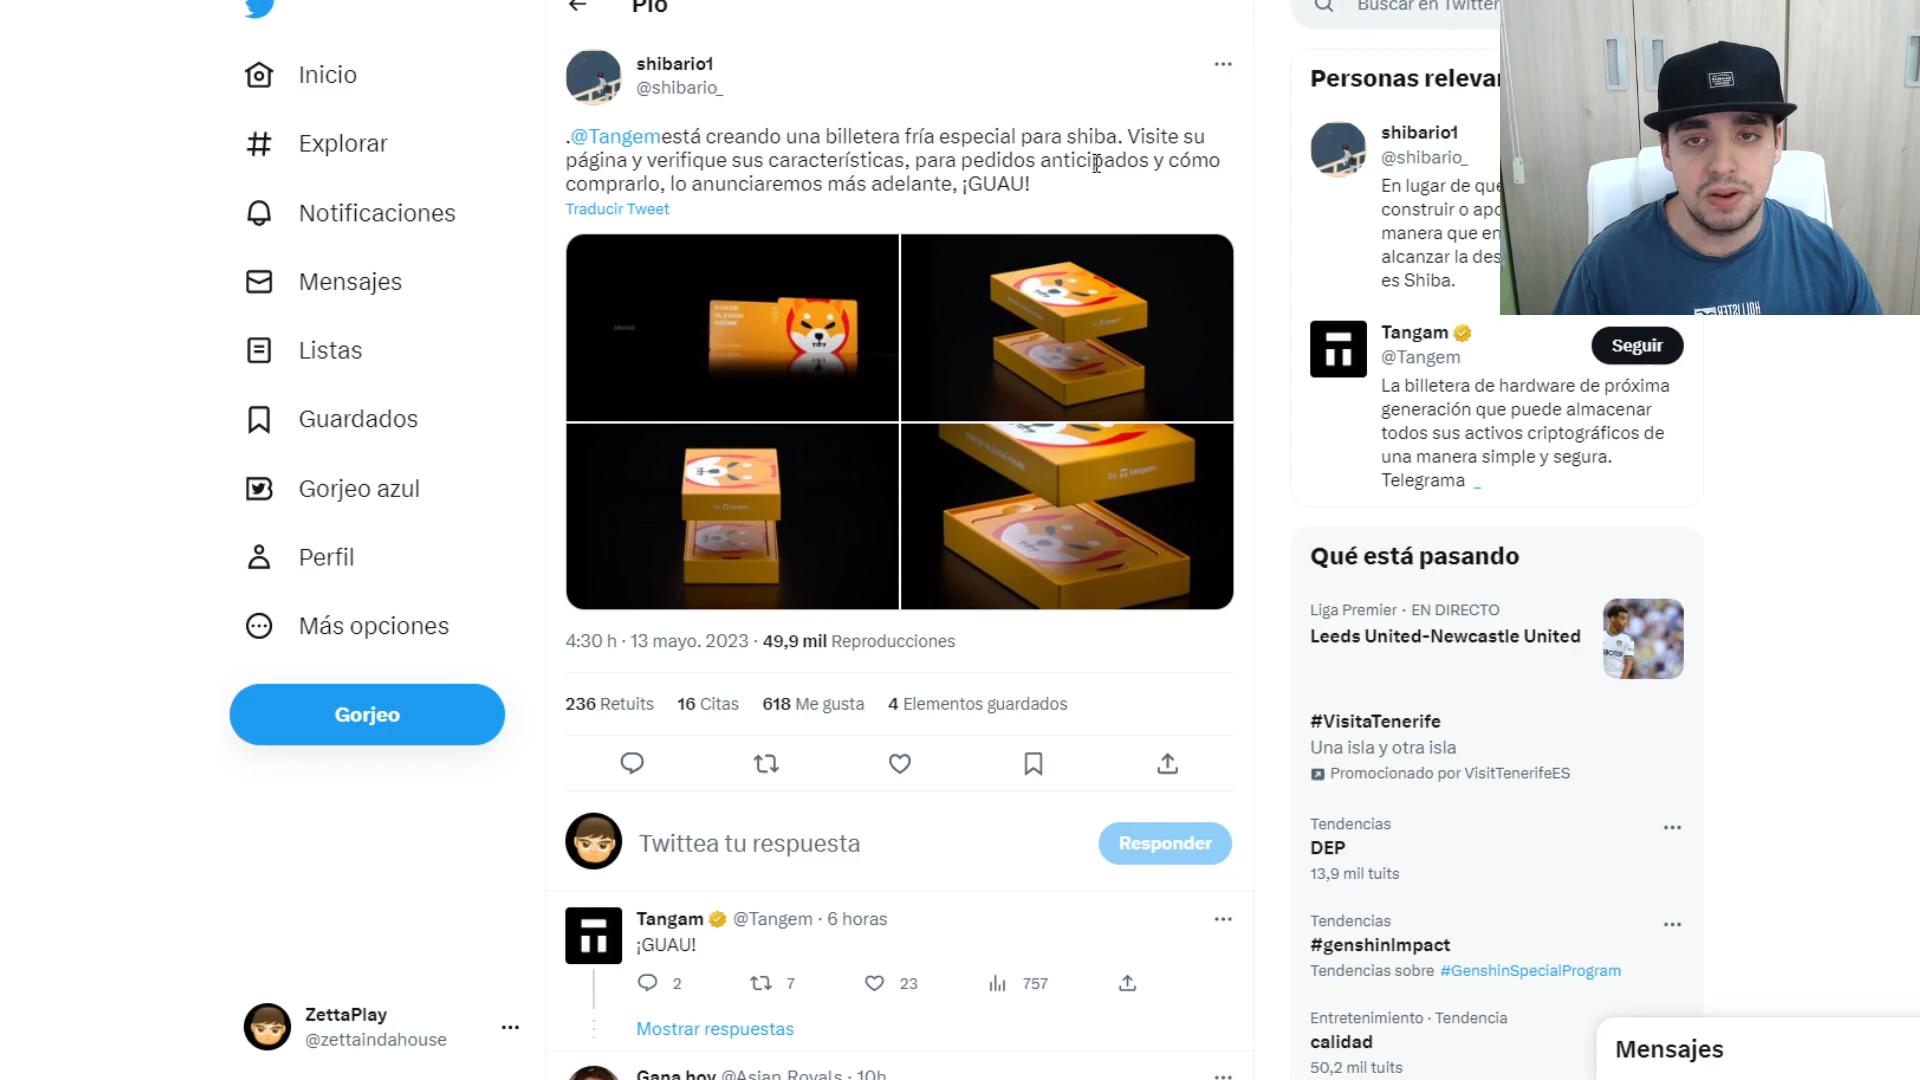 Pío
Buscar en Twitter
Inicio
Explorar
Notificaciones
Mensajes
Listas
Guardados
Gorjeo azul
Perfil
Más opciones
Gorjeo
ZettaPlay
@zettaindahouse
shibario1
@shibario_
.@Tangemestá creando una billetera fría especial para shiba. Visite su
página y verifique sus características, para pedidos anticipados y cómo
comprarlo, lo anunciaremos más adelante, ¡GUAU!
Traducir Tweet
4:30 h · 13 mayo. 2023 · 49,9 mil Reproducciones
236 Retuits 16 Citas 618 Me gusta 4 Elementos guardados
Twittea tu respuesta
Responder
Tangam @Tangem · 6 horas
¡GUAU!
2 7 23 757
Mostrar respuestas
Gana hoy @Asian_Royals · 10h
Personas relevan
shibario1
@shibario_
En lugar de que
construir o apo
manera que en
alcanzar la des
es Shiba.
Tangam
@Tangem
Seguir
La billetera de hardware de próxima
generación que puede almacenar
todos sus activos criptográficos de
una manera simple y segura.
Telegrama _
Qué está pasando
Liga Premier · EN DIRECTO
Leeds United-Newcastle United
#VisitaTenerife
Una isla y otra isla
Promocionado por VisitTenerifeES
Tendencias
DEP
13,9 mil tuits
Tendencias
#genshinImpact
Tendencias sobre #GenshinSpecialProgram
Entretenimiento · Tendencia
calidad
50,2 mil tuits
Mensajes